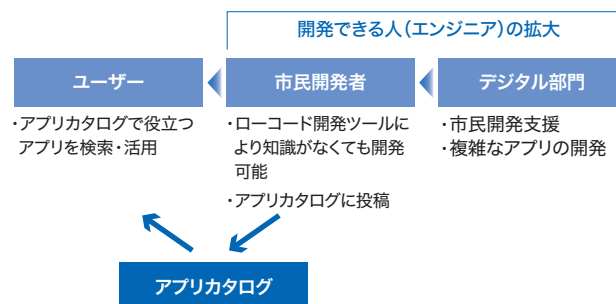 開発できる人（エンジニア）の拡大
ユーザー
市民開発者
デジタル部門
・アプリカタログで役立つ
アプリを検索・活用
・ローコード開発ツールに
より知識がなくても開発
可能
・アプリカタログに投稿
・市民開発支援
・複雑なアプリの開発
アプリカタログ